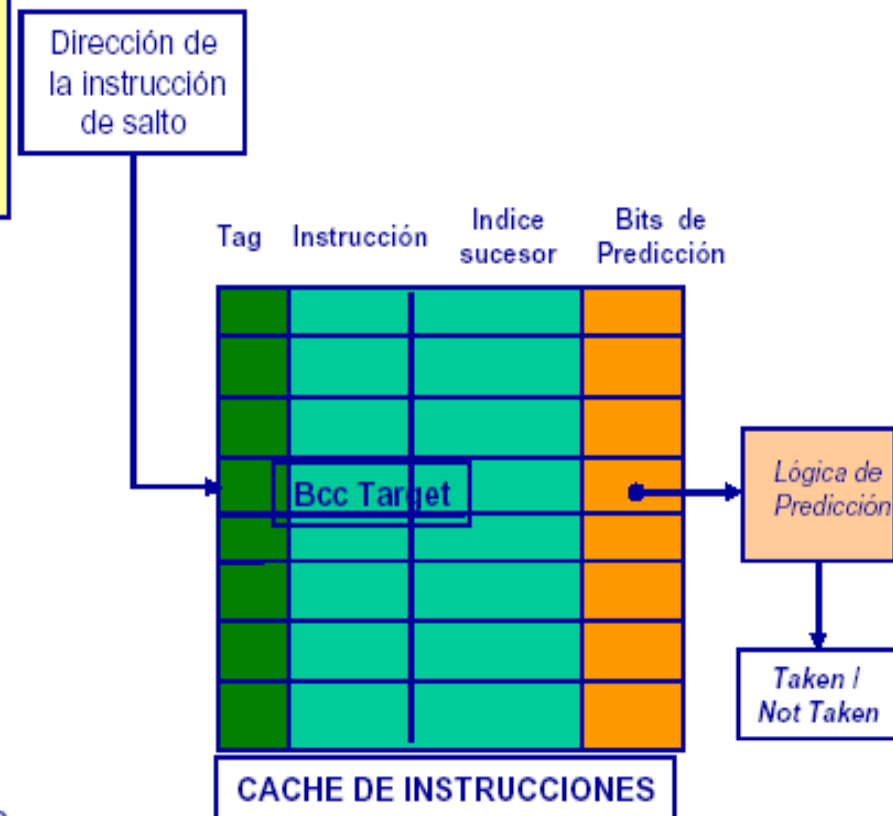 Dirección de
la instrucción
de salto
Tag
Instrucción
Indice
sucesor
Bits de
Predicción
Bcc Target
Lógica de
Predicción
Taken /
Not Taken
CACHE DE INSTRUCCIONES